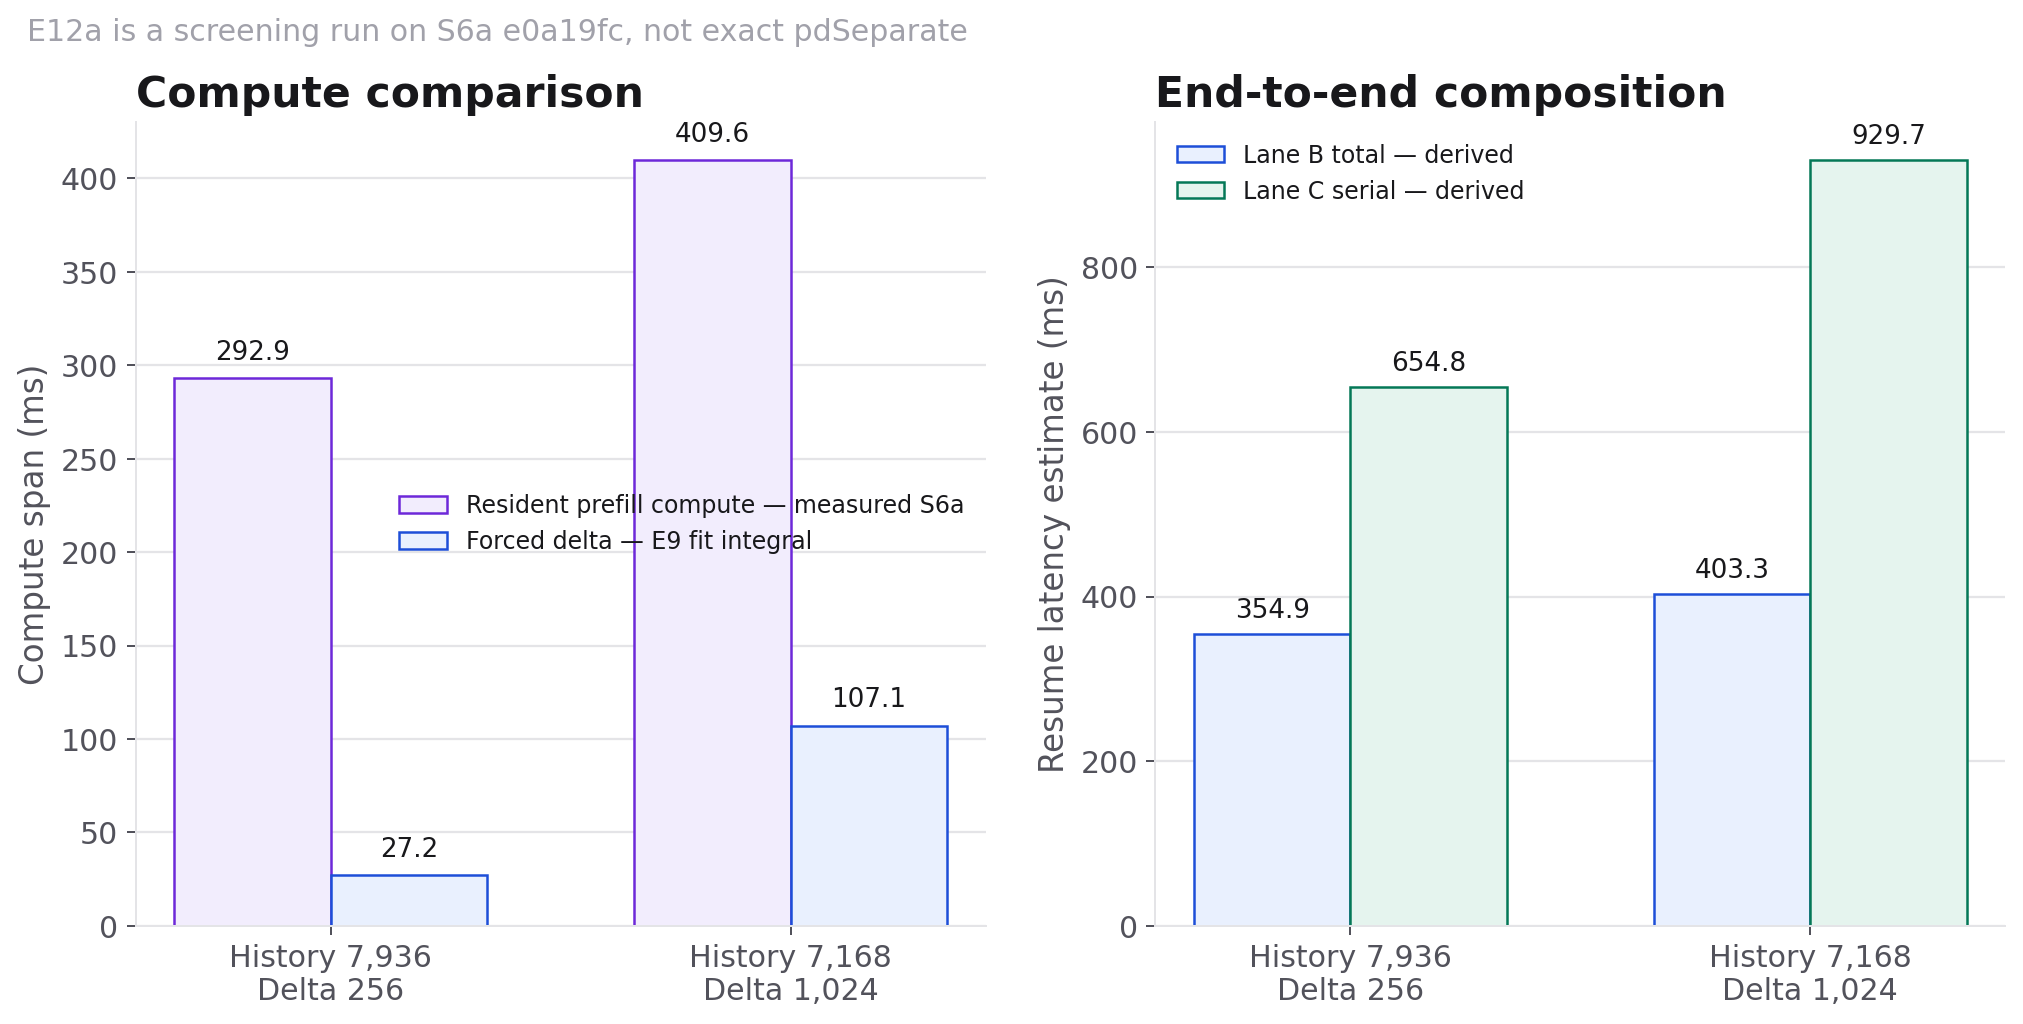 E12a is a screening run on S6a e0a19fc, not exact pdSeparate
Compute comparison
Compute span (ms)
400
350
300
250
200
150
100
50
0
409.6
292.9
107.1
27.2
Resident prefill compute — measured S6a
Forced delta — E9 fit integral
History 7,936
Delta 256
History 7,168
Delta 1,024
End-to-end composition
Resume latency estimate (ms)
800
600
400
200
0
Lane B total — derived
Lane C serial — derived
929.7
654.8
403.3
354.9
History 7,936
Delta 256
History 7,168
Delta 1,024